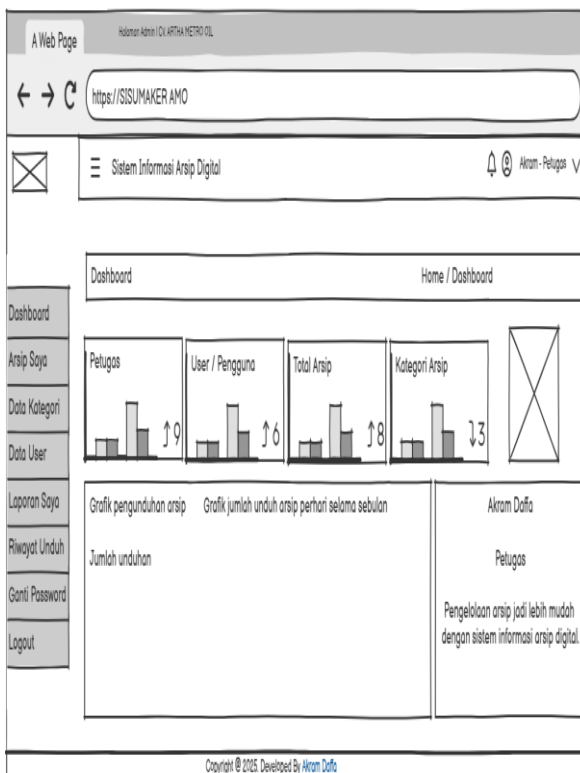 A Web Page
Halaman Admin | CV. ARTHA METRO OIL
https://SISUMAKER AMO
Sistem Informasi Arsip Digital
Akram - Petugas
Dashboard
Home / Dashboard
Dashboard
Arsip Saya
Data Kategori
Data User
Laporan Saya
Riwayat Unduh
Ganti Password
Logout
Petugas
9
User / Pengguna
6
Total Arsip
8
Kategori Arsip
3
Grafik pengunduhan arsip
Grafik jumlah unduh arsip perhari selama sebulan
Jumlah unduhan
Akram Daffa
Petugas
Pengelolaan arsip jadi lebih mudah
dengan sistem informasi arsip digital.
Copyright @ 2025. Developed By Akram Daffa